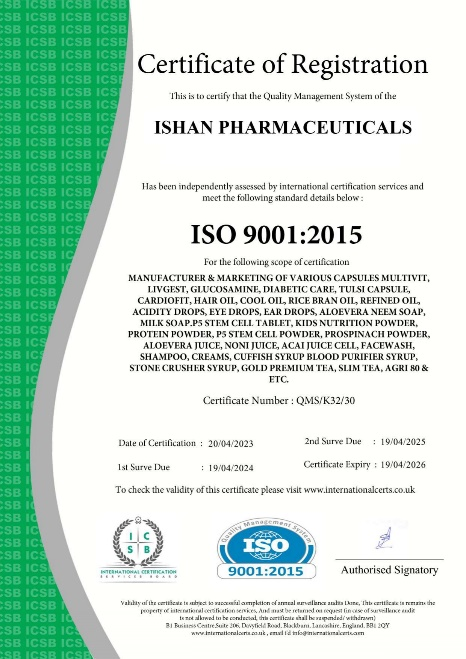 Certificate of Registration
This is to certify that the Quality Management System of the
ISHAN PHARMACEUTICALS
Has been independently assessed by international certification services and
meet the following standard details below :
ISO 9001:2015
For the following scope of certification
MANUFACTURER & MARKETING OF VARIOUS CAPSULES MULTIVIT,
LIVGEST, GLUCOSAMINE, DIABETIC CARE, TULSI CAPSULE,
CARDIOFIT, HAIR OIL, COOL OIL, RICE BRAN OIL, REFINED OIL,
ACIDITY DROPS, EYE DROPS, EAR DROPS, ALOEVERA NEEM SOAP,
MILK SOAP.P5 STEM CELL TABLET, KIDS NUTRITION POWDER,
PROTEIN POWDER, P5 STEM CELL POWDER, PROSPINACH POWDER,
ALOEVERA JUICE, NONI JUICE, ACAI JUICE CELL, FACEWASH,
SHAMPOO, CREAMS, CUFFISH SYRUP BLOOD PURIFIER SYRUP,
STONE CRUSHER SYRUP, GOLD PREMIUM TEA, SLIM TEA, AGRI 80 &
ETC.
Certificate Number : QMS/K32/30
Date of Certification : 20/04/2023
2nd Surve Due : 19/04/2025
1st Surve Due : 19/04/2024
Certificate Expiry : 19/04/2026
To check the validity of this certificate please visit www.internationalcerts.co.uk
I C
S B
INTERNATIONAL CERTIFICATION
SERVICES BOARD
Quality Management System
ISO
9001:2015
Authorised Signatory
Validity of the certificate is subject to successful completion of annual surveillance audits Done, This certificate is remains the
property of international certification services, And must be returned on request (in case of surveillance audit
is not allowed to be conducted, this certificate shall be suspended/ withdrawn)
B1 Business Centre,Suite 206, Davyfield Road, Blackburn, Lancashire, England, BB1 2QY
www.internationalcerts.co.uk , email I'd info@internationalcerts.com